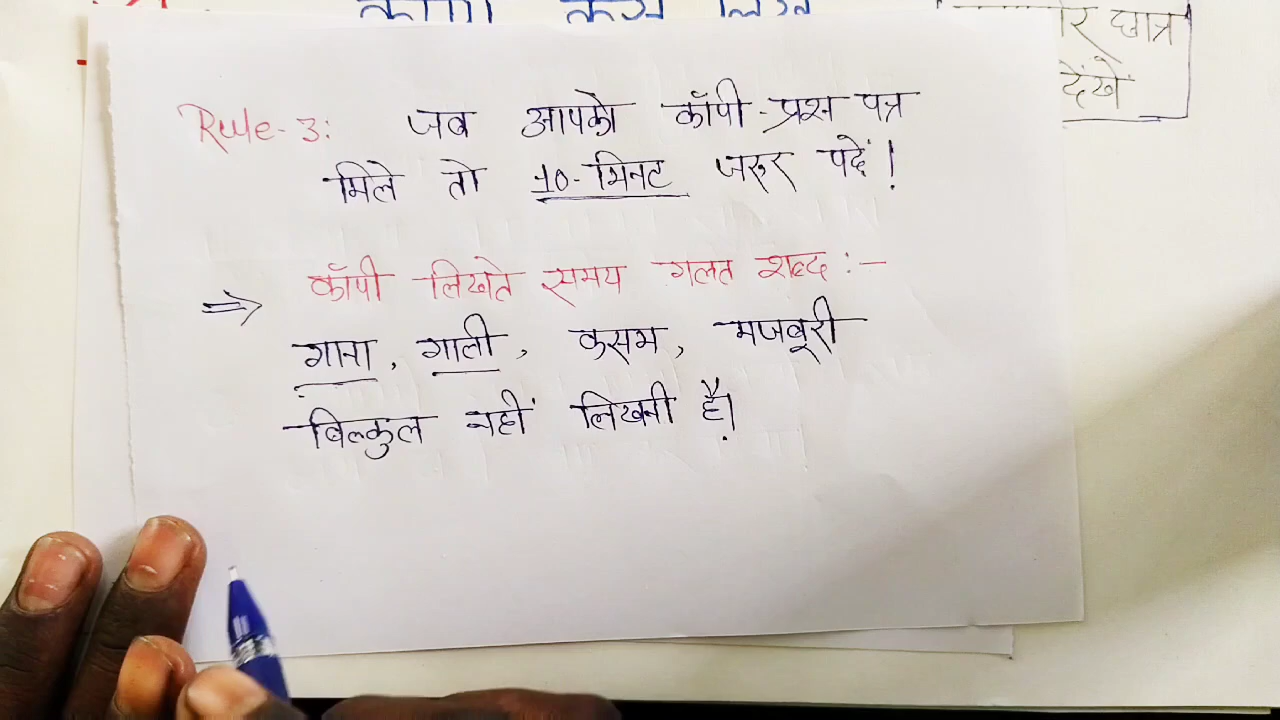 छात्र
देखें
Rule-3: जब आपको कॉपी-प्रश्न पत्र
मिले तो 10-मिनट जरूर पढ़ें!
कॉपी लिखते समय गलत शब्द :-
⇒ गाना, गाली, कसम, मजबूरी
बिल्कुल नहीं लिखनी है।